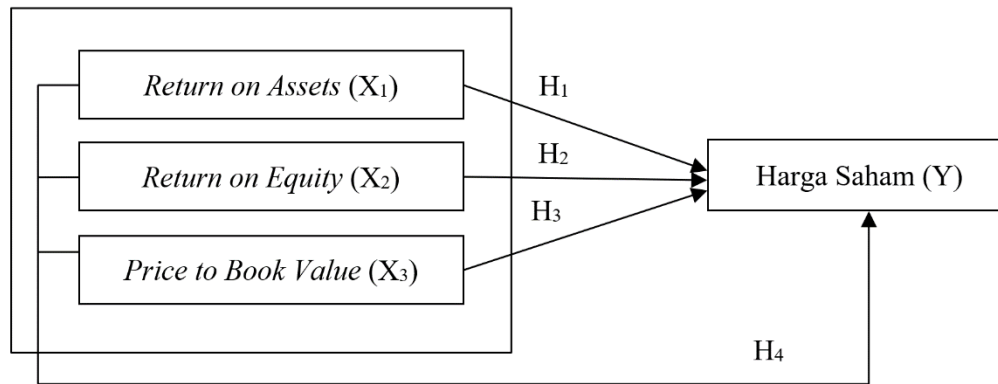 Return on Assets (X₁)
H₁
Return on Equity (X₂)
H₂
Harga Saham (Y)
H₃
Price to Book Value (X₃)
H₄